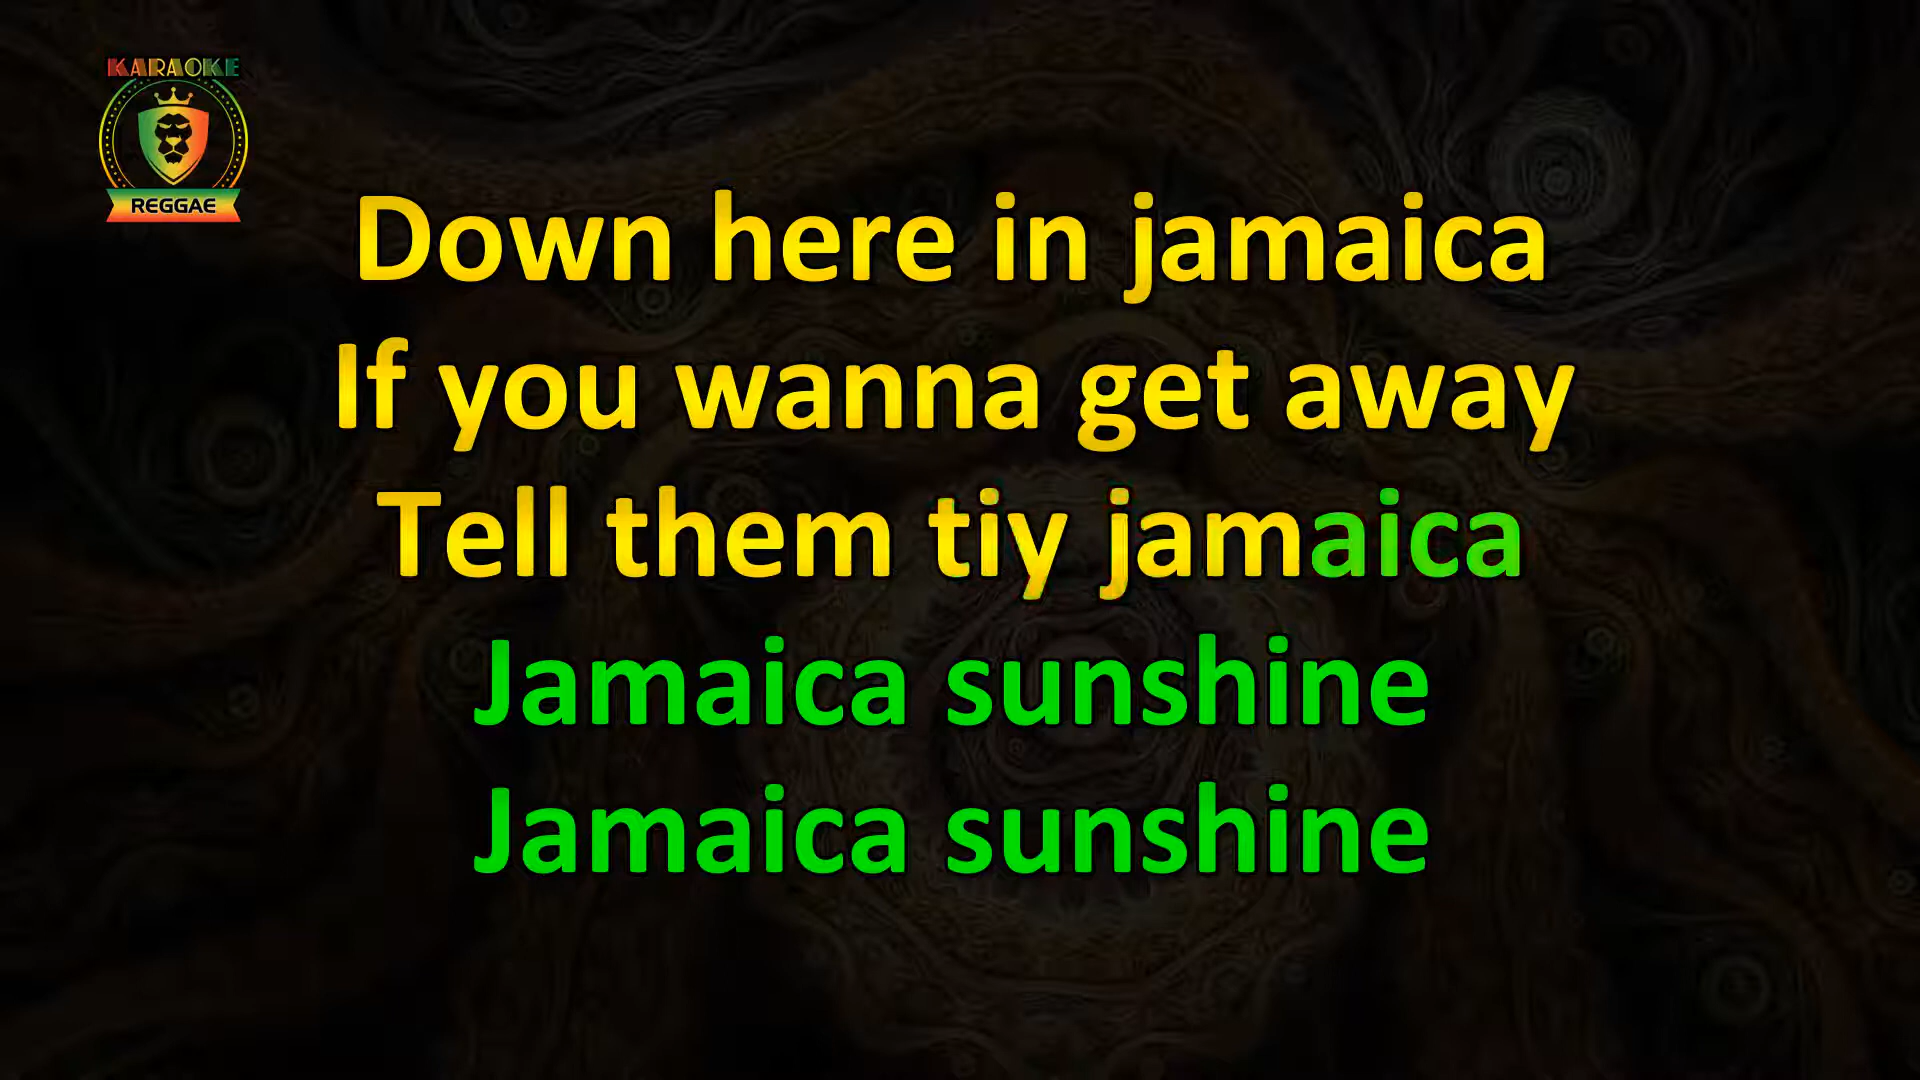 KARAOKE
REGGAE
Down here in jamaica
If you wanna get away
Tell them tiy jamaica
Jamaica sunshine
Jamaica sunshine